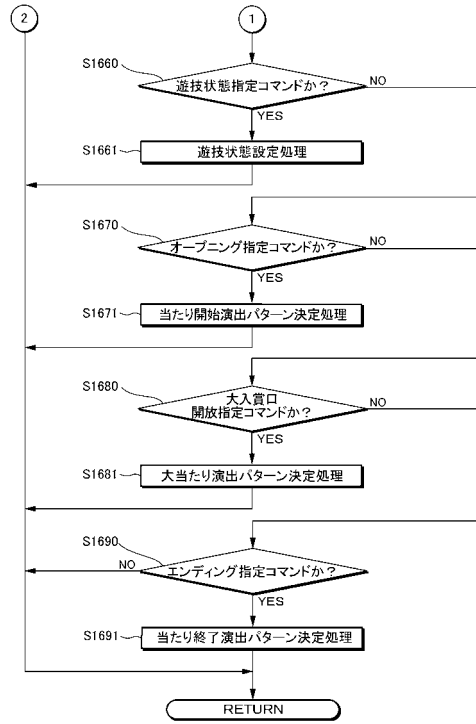 2
1
S1660
遊技状態指定コマンドか？
NO
YES
S1661
遊技状態設定処理
S1670
オープニング指定コマンドか？
NO
YES
S1671
当たり開始演出パターン決定処理
S1680
大入賞口
開放指定コマンドか？
NO
YES
S1681
大当たり演出パターン決定処理
S1690
エンディング指定コマンドか？
NO
YES
S1691
当たり終了演出パターン決定処理
RETURN